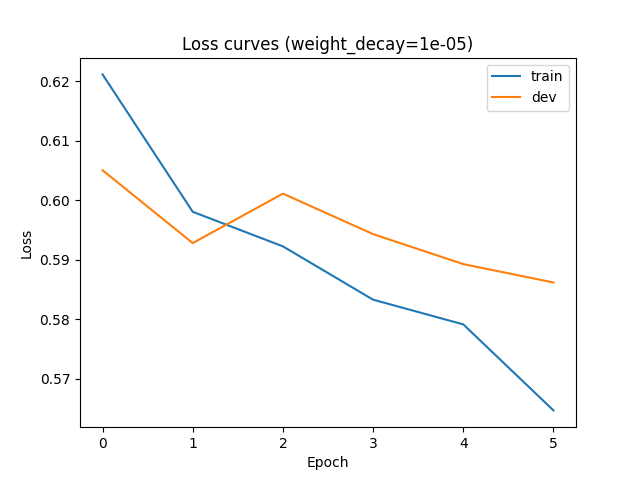 Loss curves (weight_decay=1e-05)
train
dev
0.62
0.61
0.60
0.59
0.58
0.57
Loss
0 1 2 3 4 5
Epoch